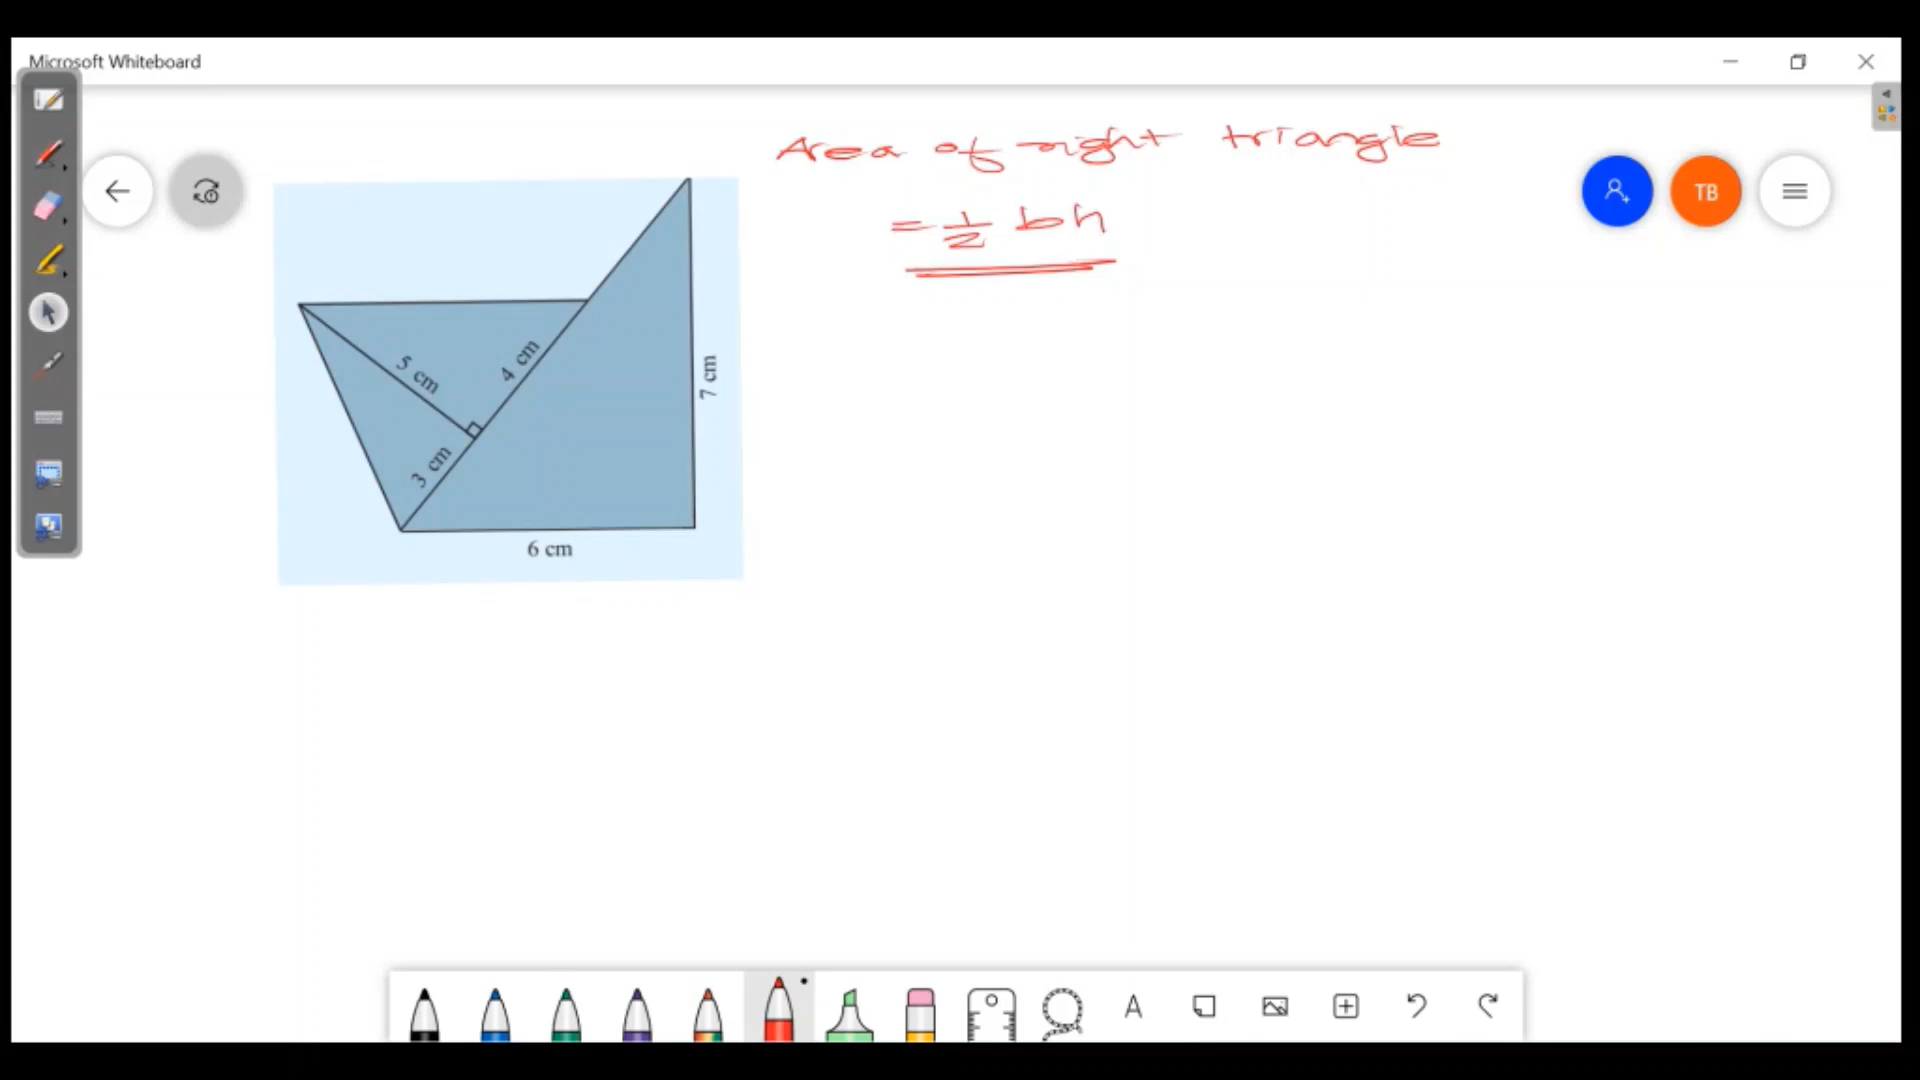 Microsoft Whiteboard
Area of right triangle
= 1/2 bh
TB
5 cm
4 cm
7 cm
3 cm
6 cm
A